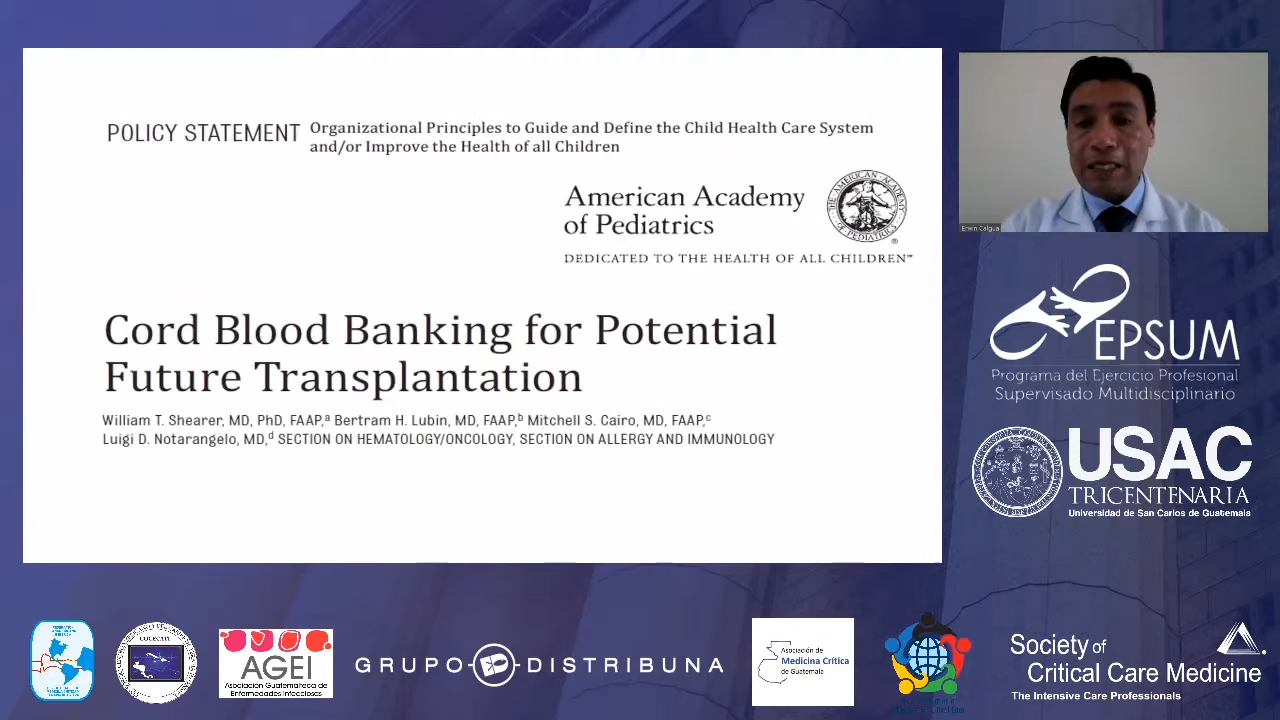 POLICY STATEMENT
Organizational Principles to Guide and Define the Child Health Care System
and/or Improve the Health of all Children
American Academy
of Pediatrics
DEDICATED TO THE HEALTH OF ALL CHILDREN™
Cord Blood Banking for Potential
Future Transplantation
William T. Shearer, MD, PhD, FAAP,ᵃ Bertram H. Lubin, MD, FAAP,ᵇ Mitchell S. Cairo, MD, FAAP,ᶜ
Luigi D. Notarangelo, MD,ᵈ SECTION ON HEMATOLOGY/ONCOLOGY, SECTION ON ALLERGY AND IMMUNOLOGY
Erwin Calgua
EPSUM
Programa del Ejercicio Profesional
Supervisado Multidisciplinario
USAC
TRICENTENARIA
Universidad de San Carlos de Guatemala
AGEI
Asociación Guatemalteca de
Enfermedades Infecciosas
GRUPO DISTRIBUNA
Asociación de
Medicina Crítica
de Guatemala
Society of
Critical Care Medicine
The Intensive Care Professionals